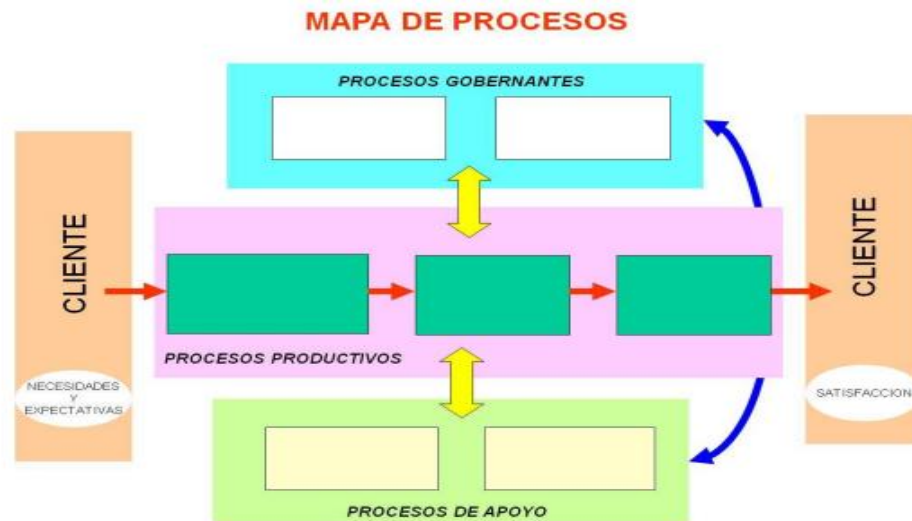 MAPA DE PROCESOS
PROCESOS GOBERNANTES
CLIENTE
NECESIDADES
Y
EXPECTATIVAS
PROCESOS PRODUCTIVOS
CLIENTE
SATISFACCION
PROCESOS DE APOYO